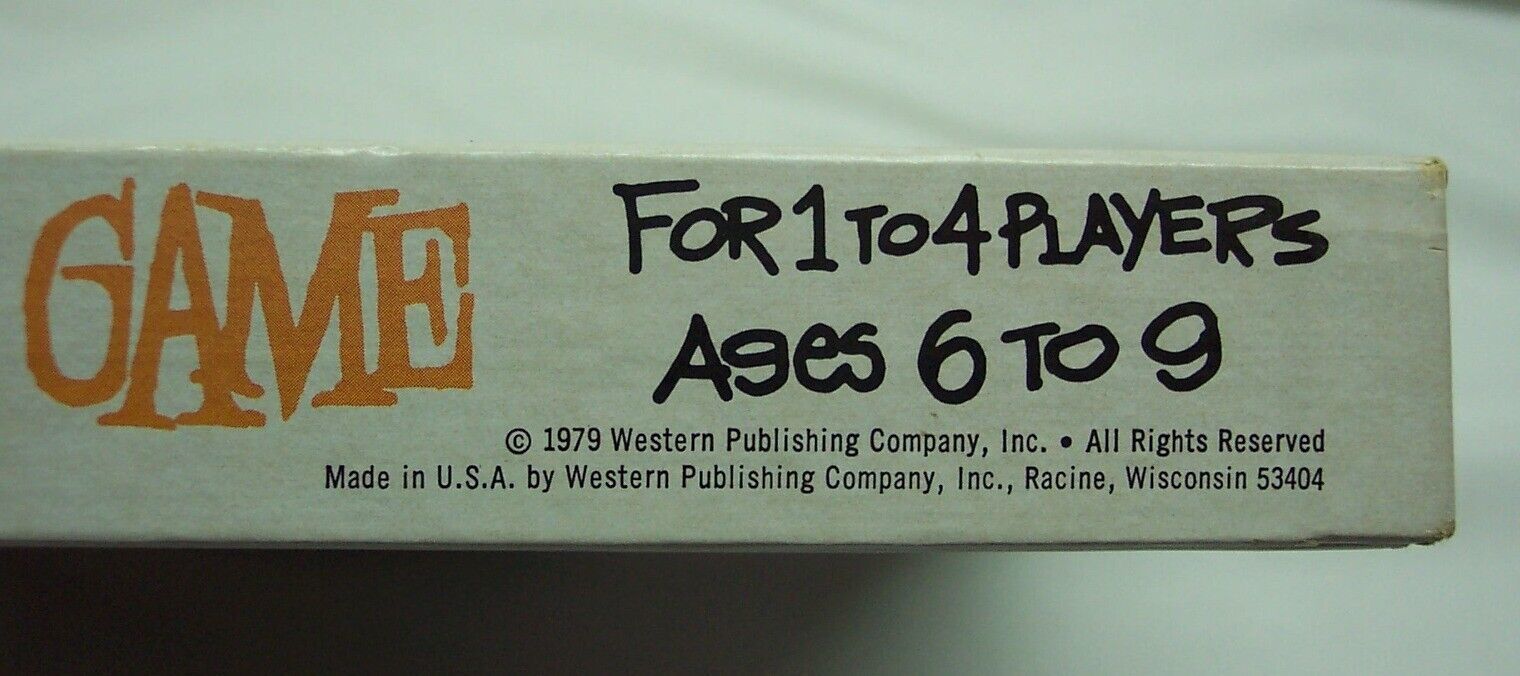 GAME
FOR 1 TO 4 PLAYERS
AGES 6 TO 9
© 1979 Western Publishing Company, Inc. • All Rights Reserved
Made in U.S.A. by Western Publishing Company, Inc., Racine, Wisconsin 53404